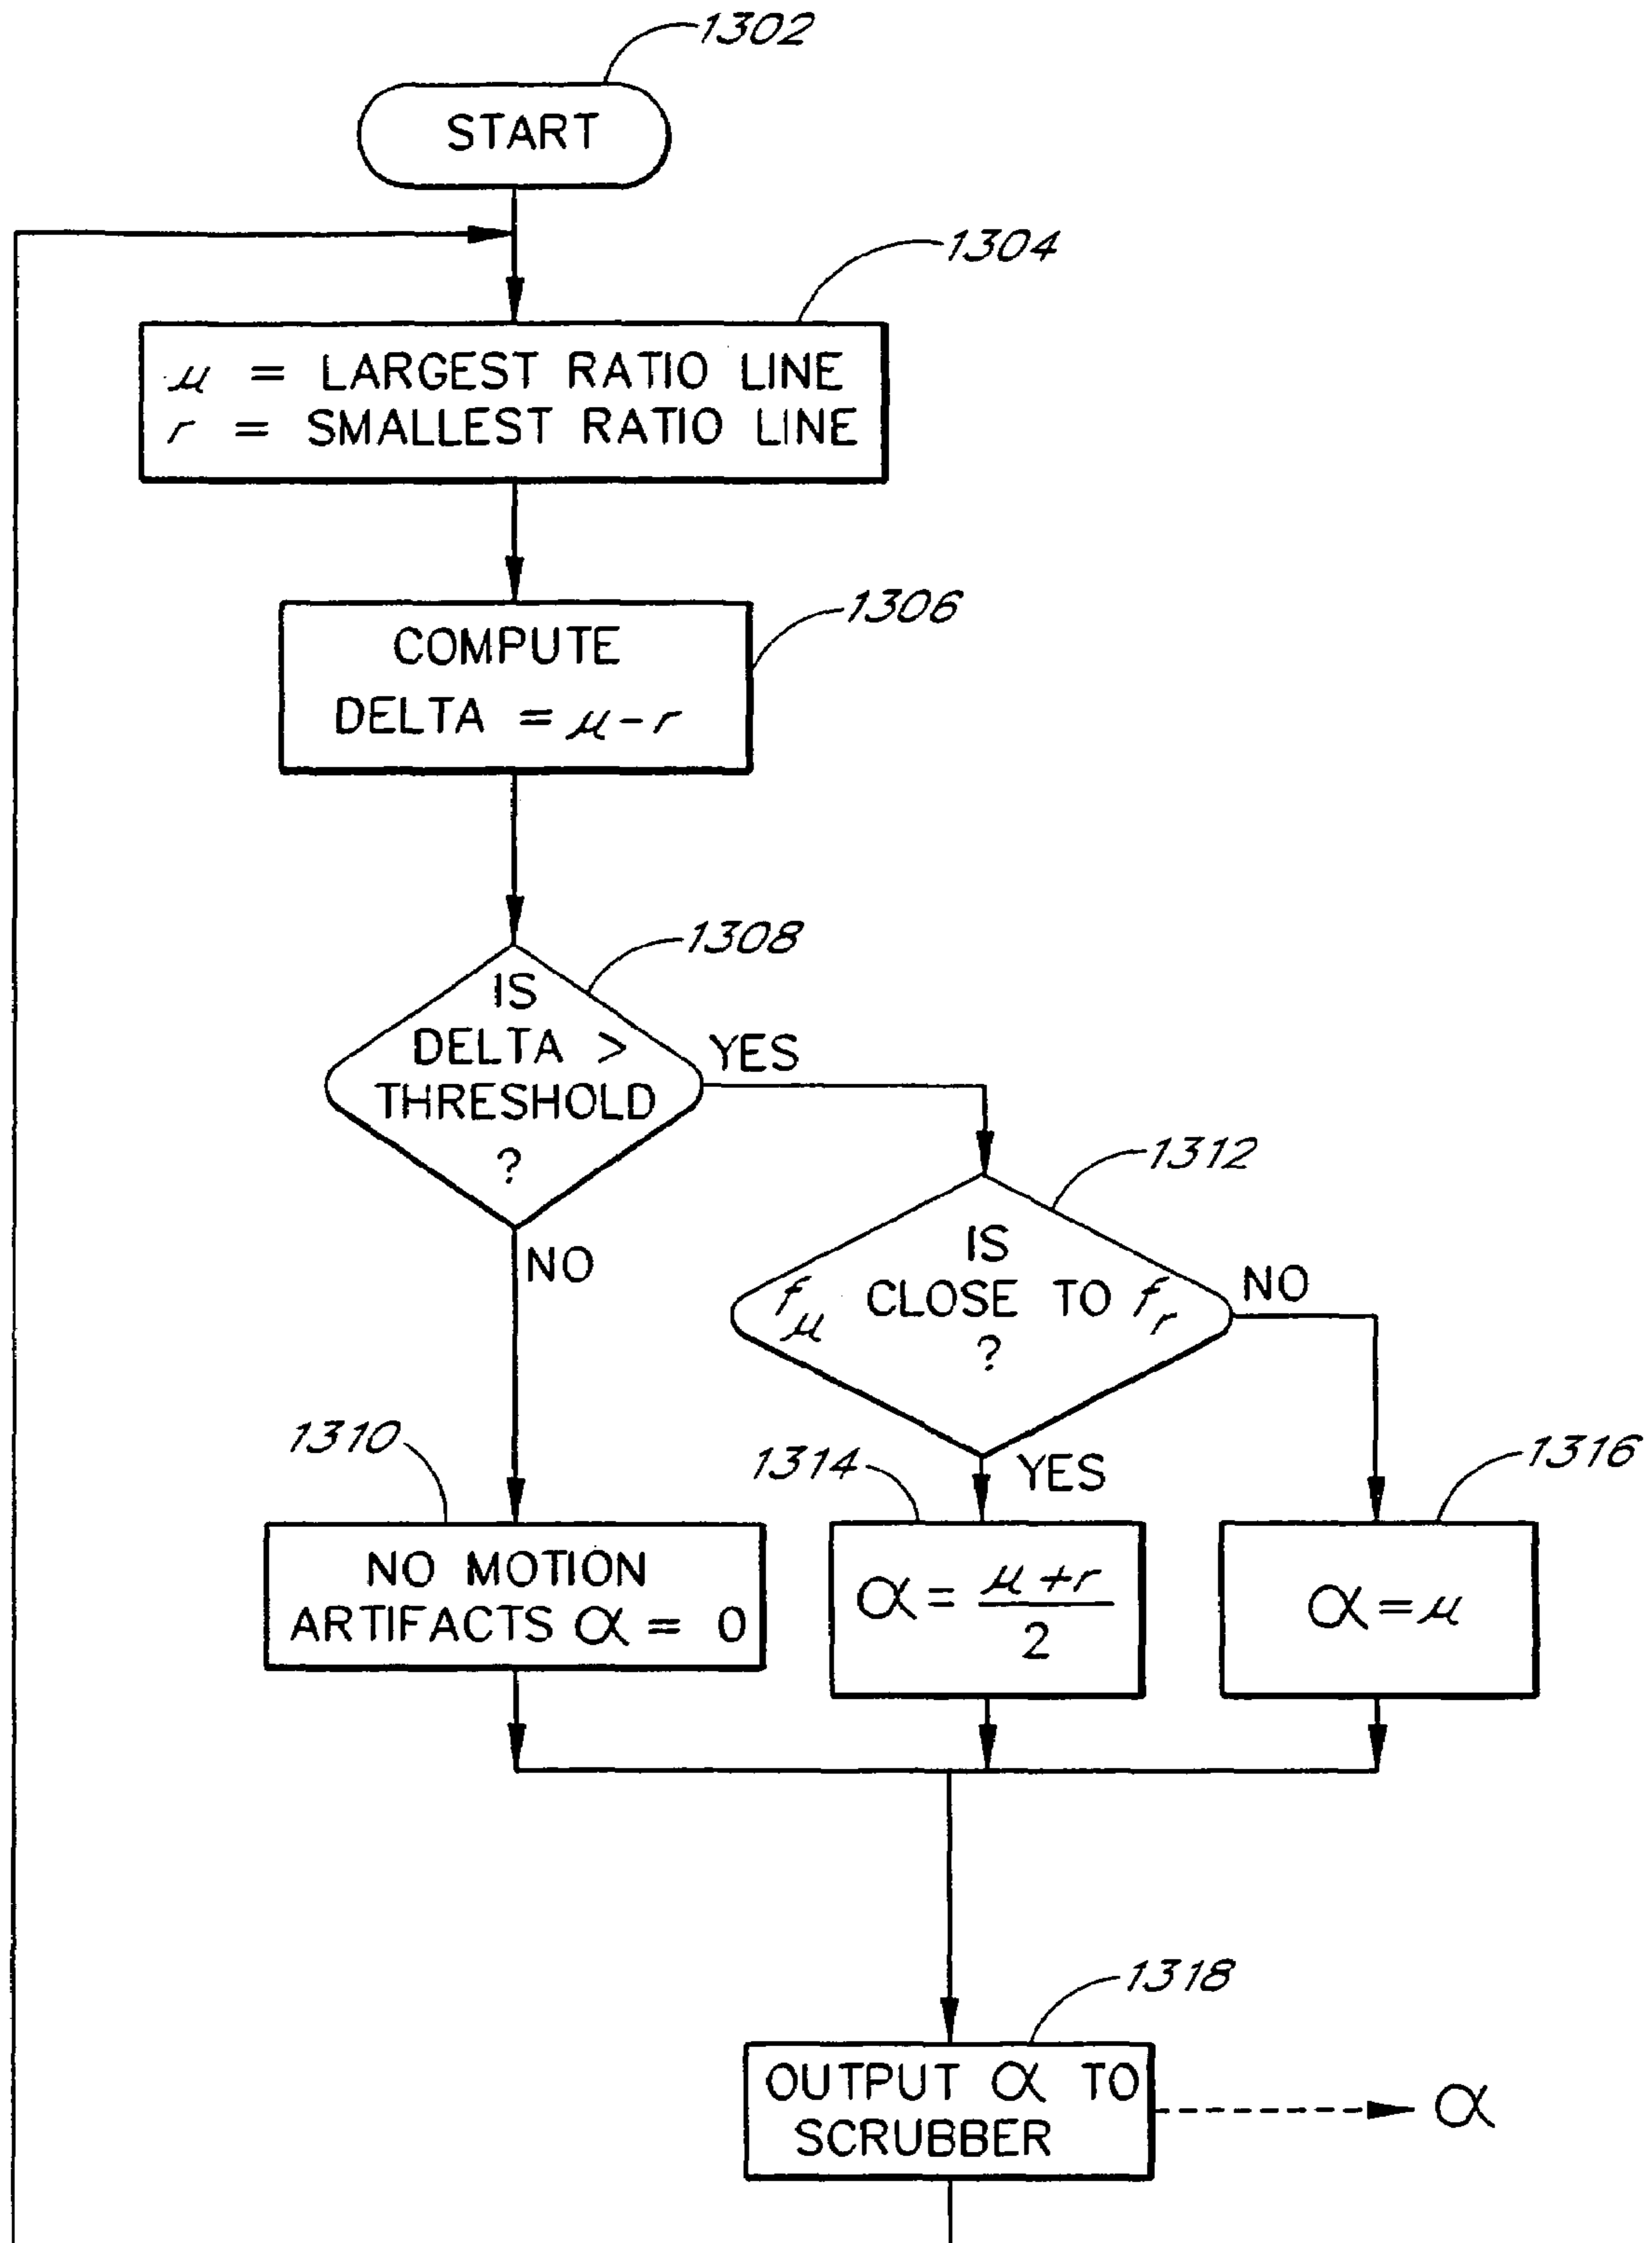 1302
START
1304
μ = LARGEST RATIO LINE
r = SMALLEST RATIO LINE
1306
COMPUTE
DELTA = μ-r
1308
IS
DELTA >
THRESHOLD
?
YES
NO
1312
IS
f_μ CLOSE TO f_r
?
NO
YES
1310
NO MOTION
ARTIFACTS α = 0
1314
α = μ+r
2
1316
α = μ
1318
OUTPUT α TO
SCRUBBER
α